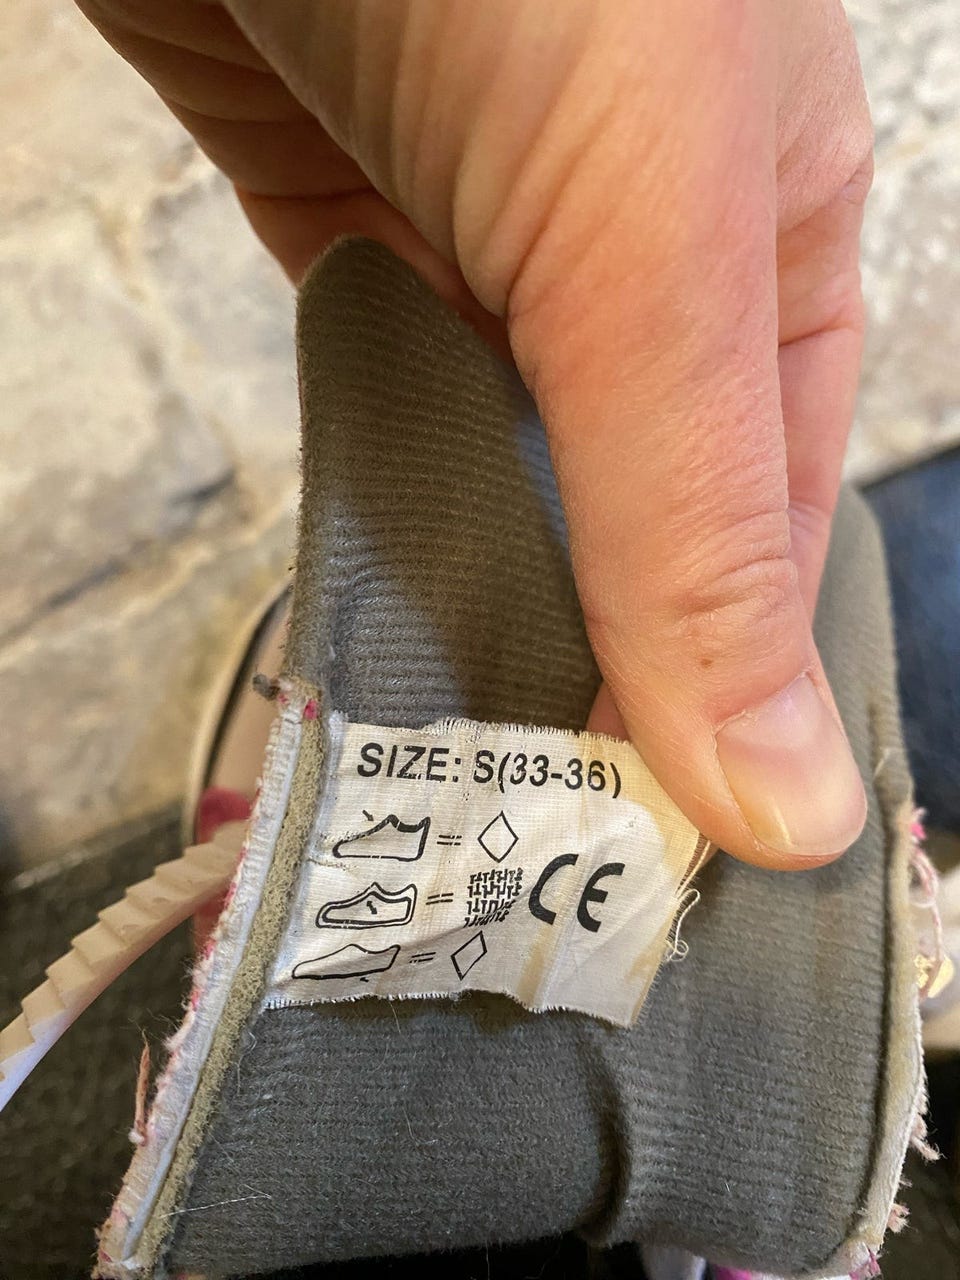 SIZE: S(33-36)
=
=
CE
=